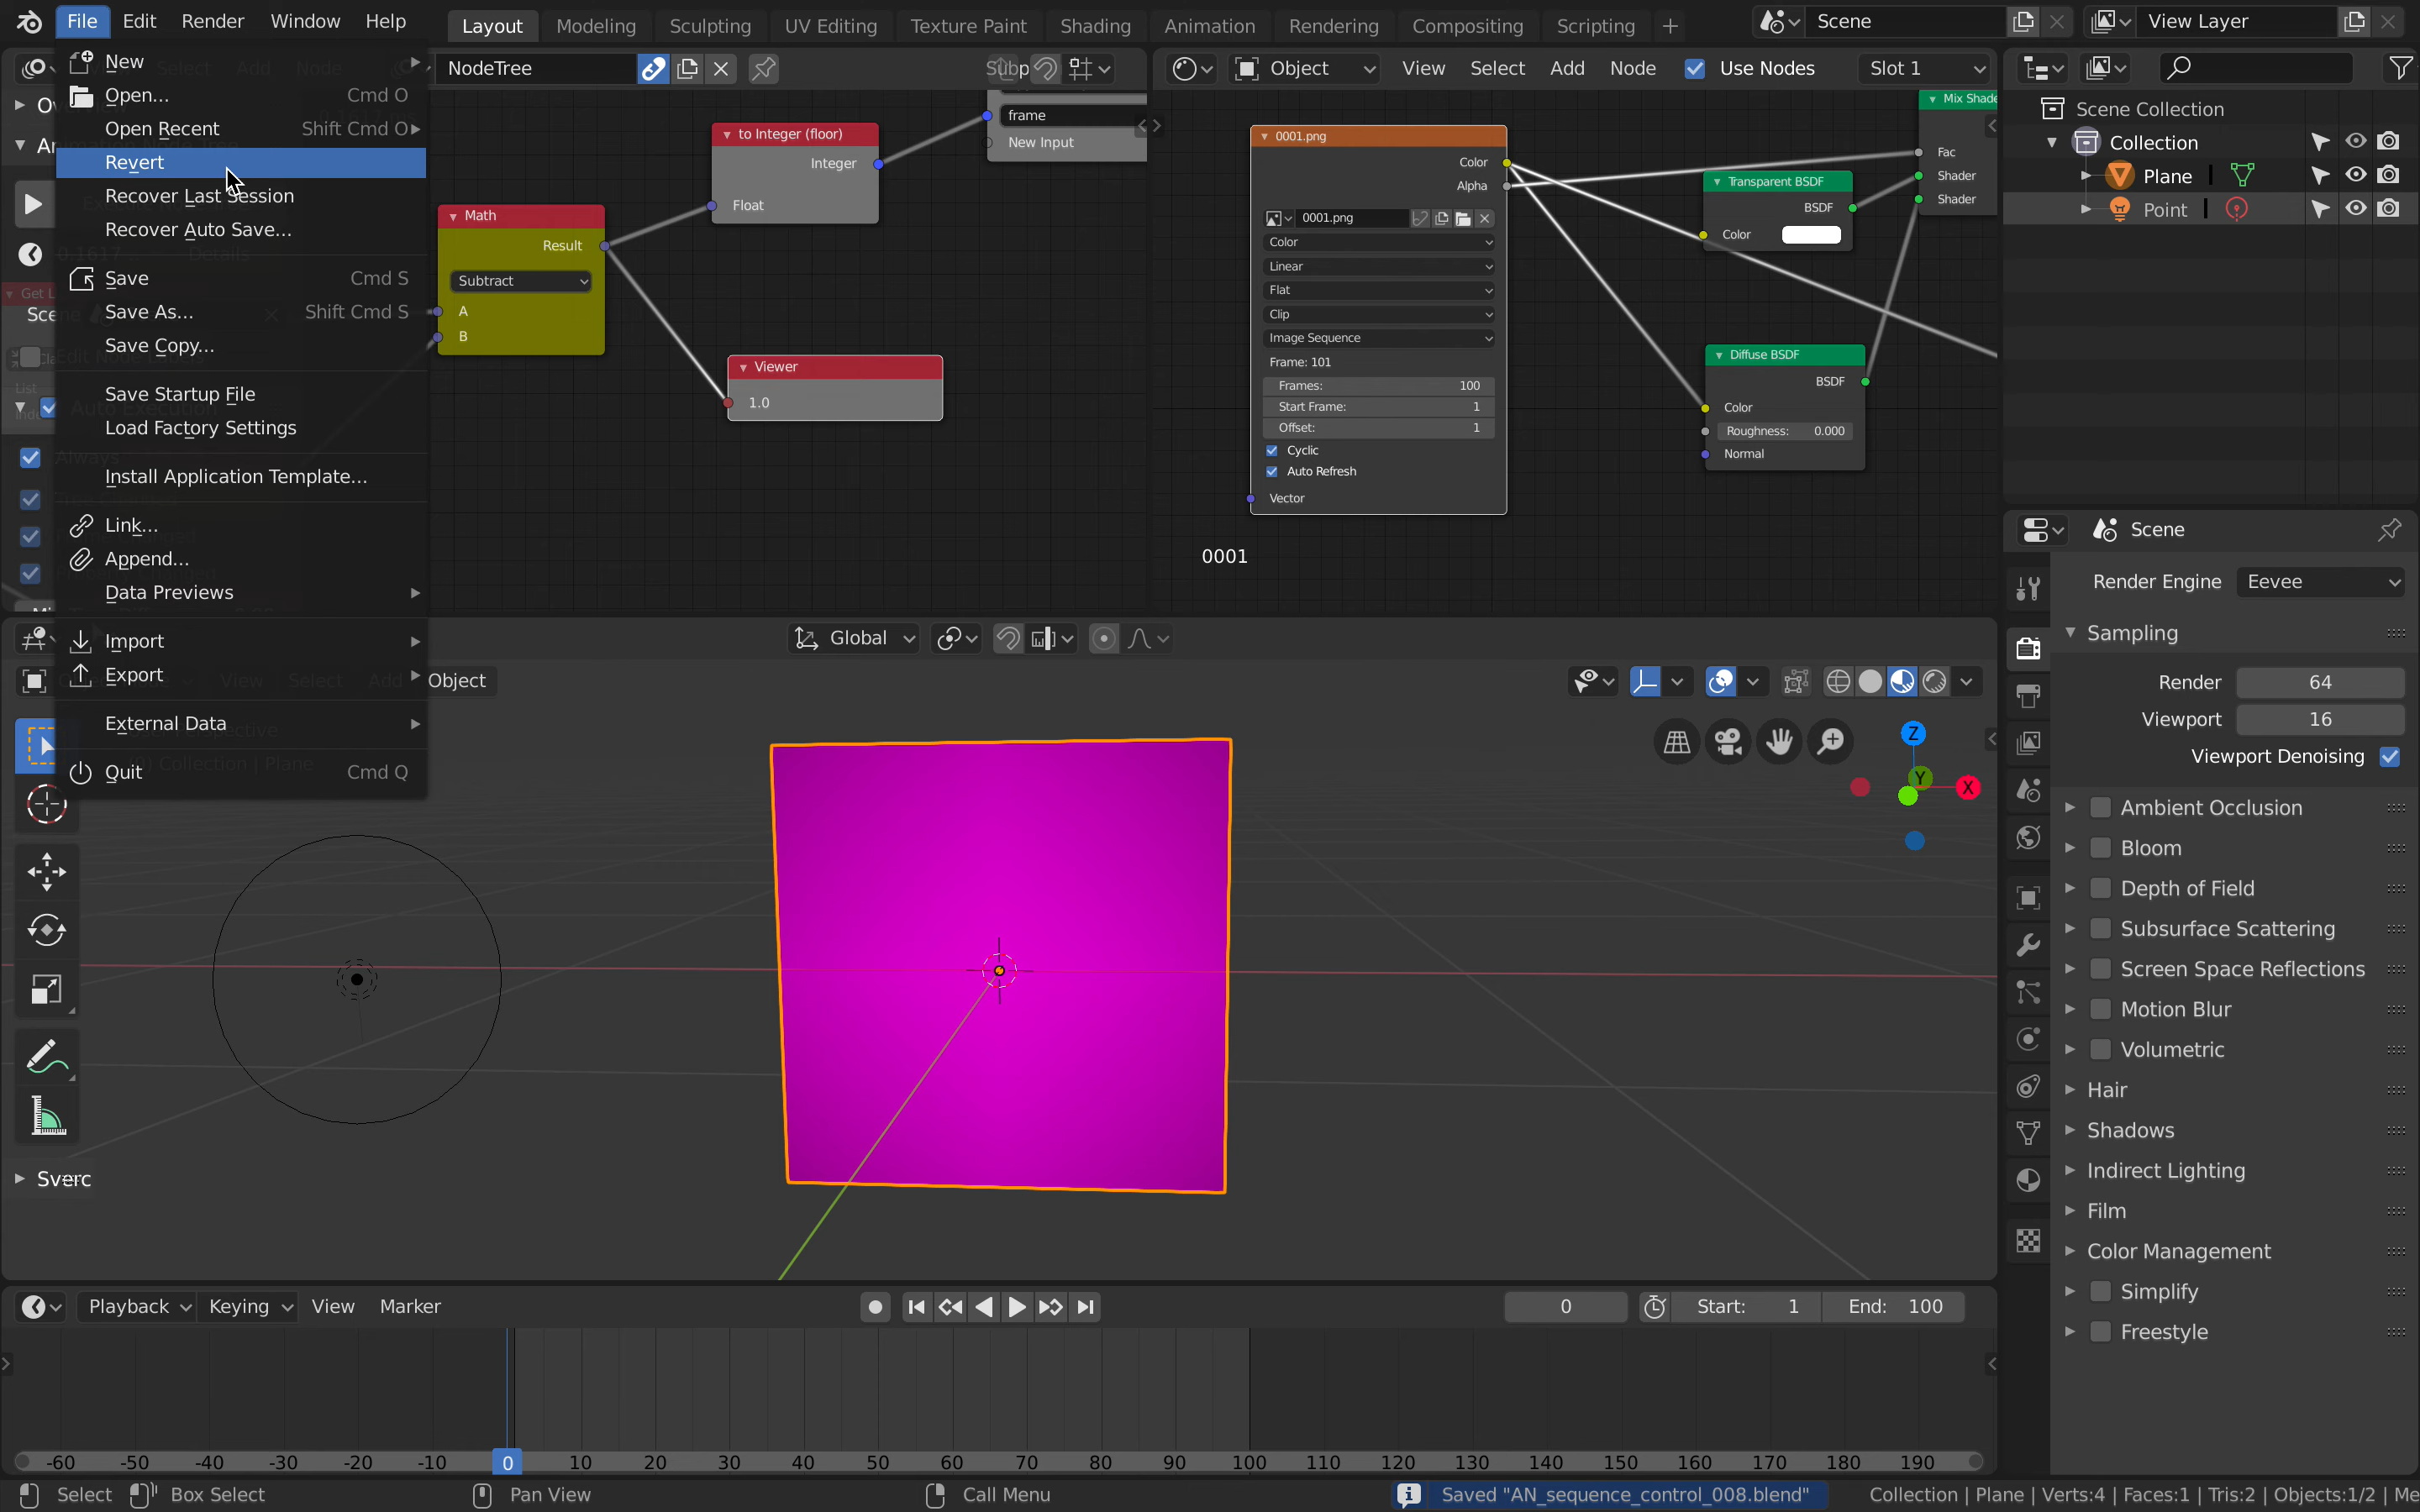 File Edit Render Window Help Layout Modeling Sculpting UV Editing Texture Paint Shading Animation Rendering Compositing Scripting + Scene View Layer
New
Open... Cmd O
Open Recent Shift Cmd O
Revert
Recover Last Session
Recover Auto Save...
Save Cmd S
Save As... Shift Cmd S
Save Copy...
Save Startup File
Load Factory Settings
Install Application Template...
Link...
Append...
Data Previews
Import
Export
External Data
Quit Cmd Q
NodeTree
Math
Result
Subtract
A
B
to Integer (floor)
Integer
Float
Viewer
1.0
frame
New Input
Object View Select Add Node Use Nodes Slot 1
0001.png
Color
Alpha
0001.png
Color
Linear
Flat
Clip
Image Sequence
Frame: 101
Frames: 100
Start Frame: 1
Offset: 1
Cyclic
Auto Refresh
Vector
0001
Transparent BSDF
BSDF
Color
Diffuse BSDF
BSDF
Color
Roughness: 0.000
Normal
Mix Shade
Fac
Shader
Shader
Scene Collection
Collection
Plane
Point
Scene
Render Engine Eevee
Sampling
Render 64
Viewport 16
Viewport Denoising
Ambient Occlusion
Bloom
Depth of Field
Subsurface Scattering
Screen Space Reflections
Motion Blur
Volumetric
Hair
Shadows
Indirect Lighting
Film
Color Management
Simplify
Freestyle
Global
View Select Add Object
(0) Collection | Plane
Z
Y
X
Sverc
Playback Keying View Marker 0 Start: 1 End: 100
-60 -50 -40 -30 -20 -10 0 10 20 30 40 50 60 70 80 90 100 110 120 130 140 150 160 170 180 190
Select Box Select Pan View Call Menu Saved "AN_sequence_control_008.blend" Collection | Plane | Verts:4 | Faces:1 | Tris:2 | Objects:1/2 | Me